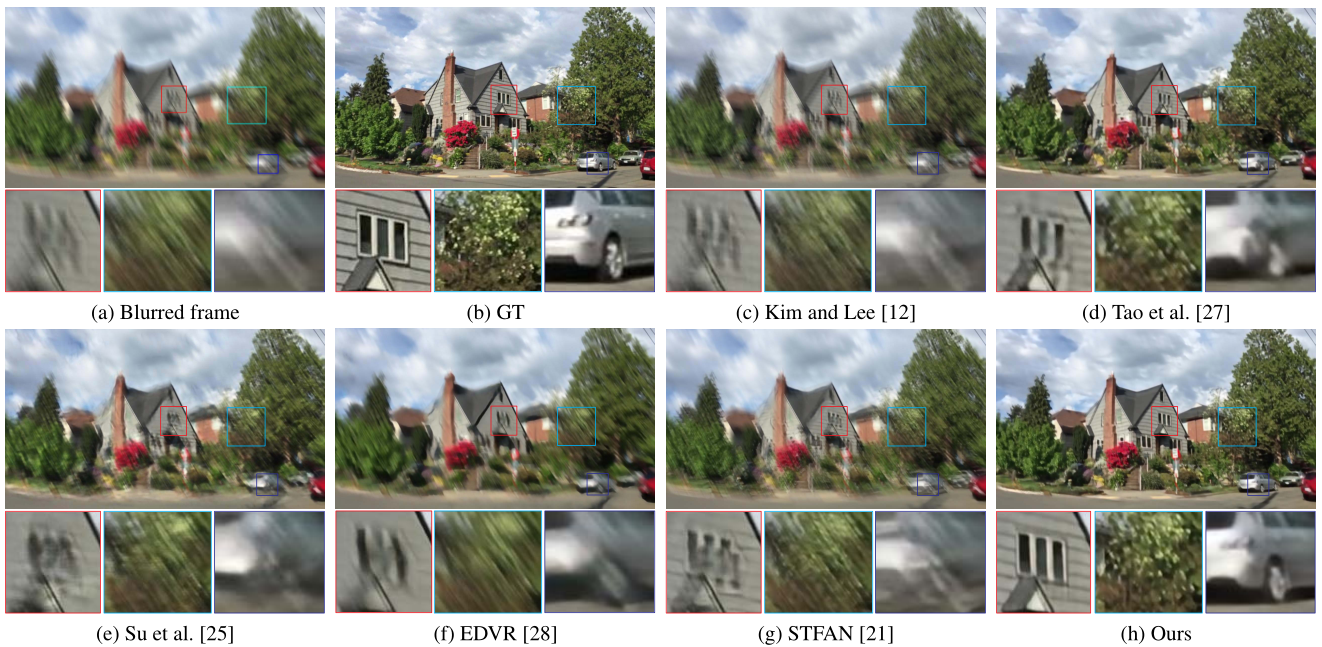 (a) Blurred frame
(b) GT
(c) Kim and Lee [12]
(d) Tao et al. [27]
(e) Su et al. [25]
(f) EDVR [28]
(g) STFAN [21]
(h) Ours